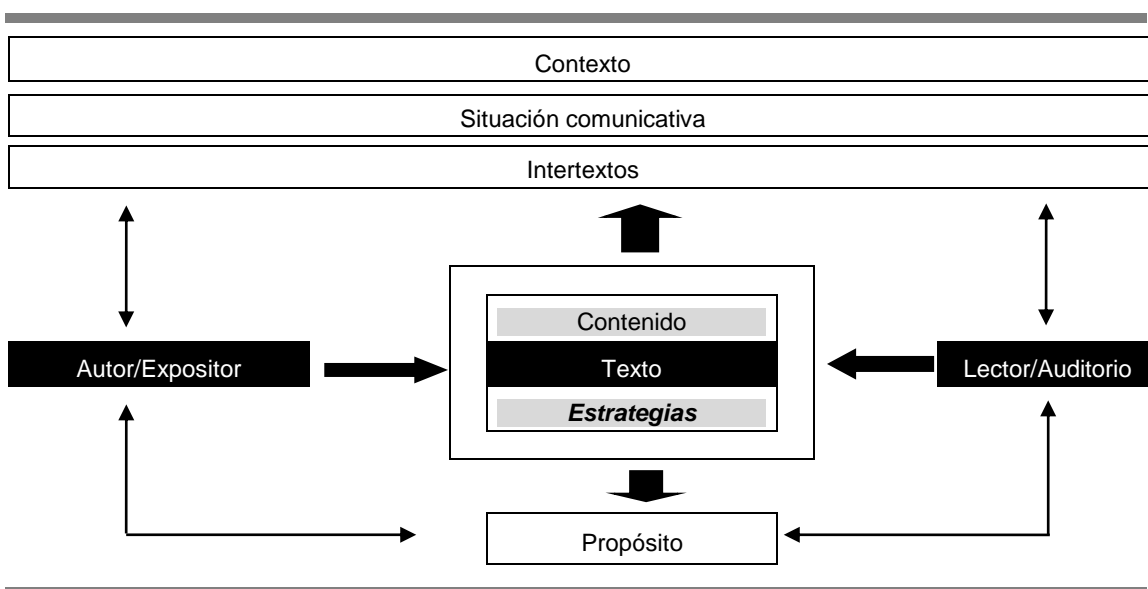 Contexto
Situación comunicativa
Intertextos
Contenido
Autor/Expositor
Texto
Lector/Auditorio
Estrategias
Propósito